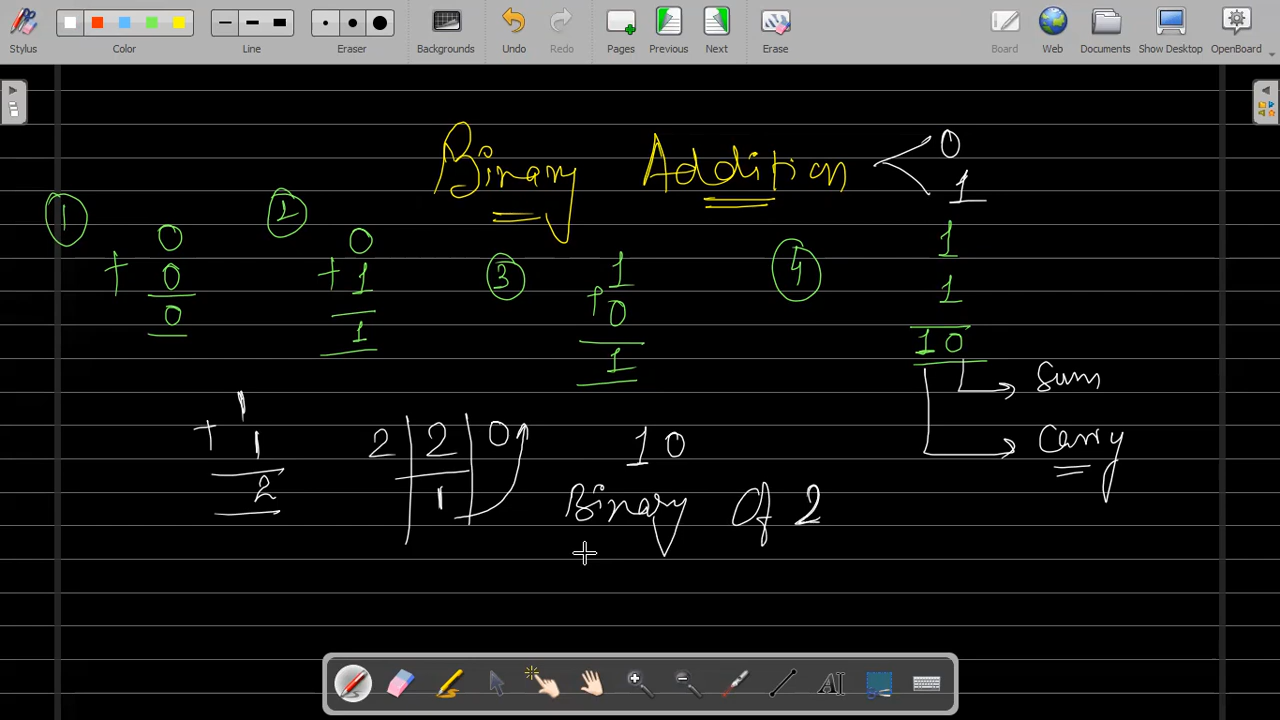 Stylus Color Line Eraser Backgrounds Undo Redo Pages Previous Next Erase Board Web Documents Show Desktop OpenBoard
Binary Addition < 0
1
① 0
+ 0
0
② 0
+ 1
1
③ 1
+ 0
1
④ 1
1
10
Sum
Carry
1
+ 1
2
2 2 0
1
10
Binary Of 2
AI